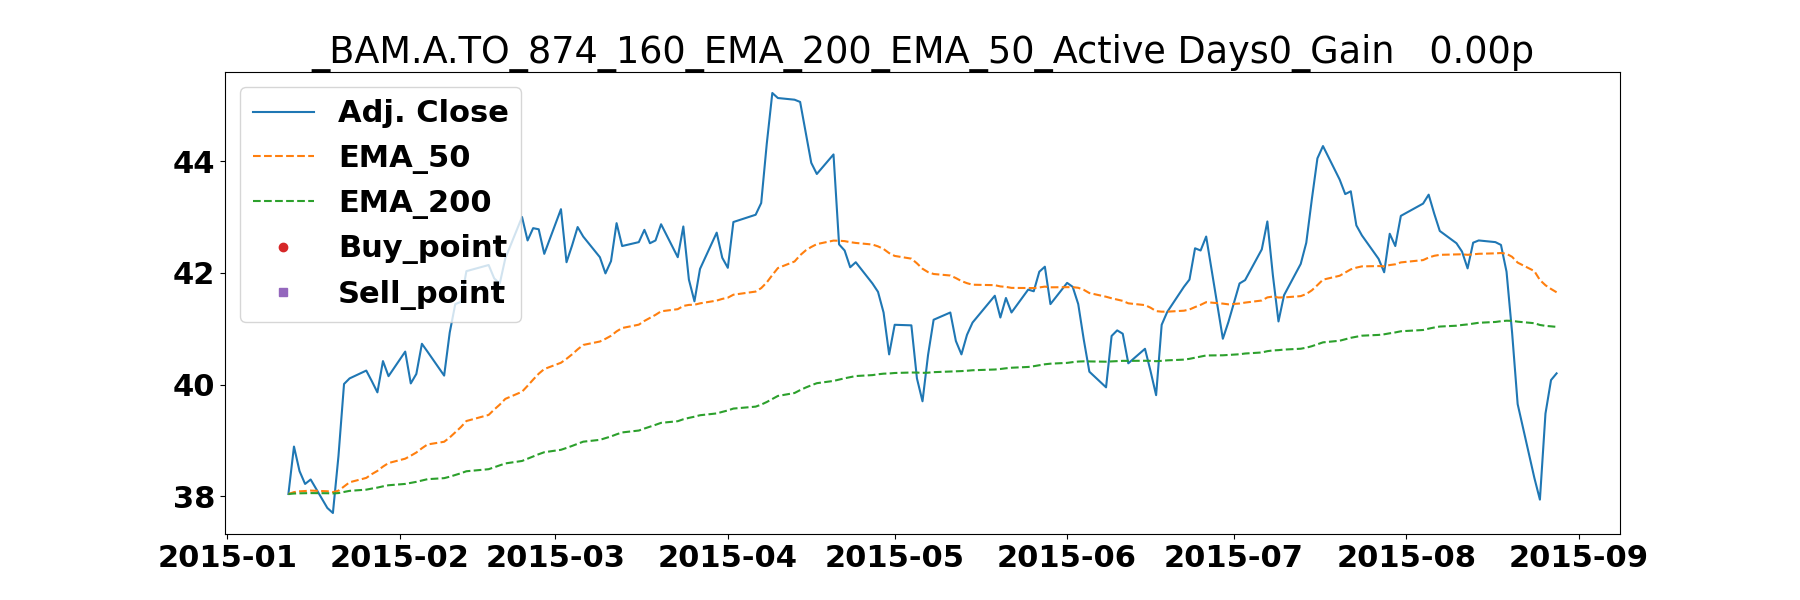 _BAM.A.TO_874_160_EMA_200_EMA_50_Active Days0_Gain   0.00p
Adj. Close
EMA_50
EMA_200
Buy_point
Sell_point
44
42
40
38
2015-01 2015-02 2015-03 2015-04 2015-05 2015-06 2015-07 2015-08 2015-09